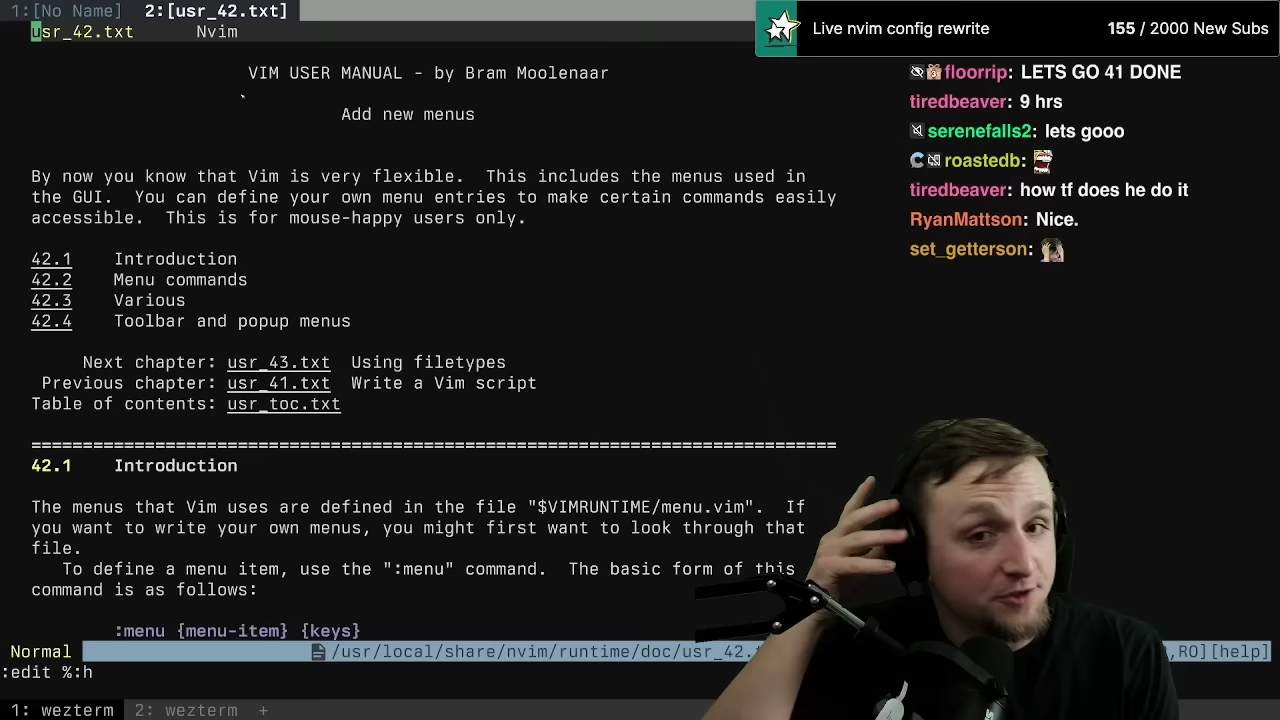 1:[No Name] 2:[usr_42.txt]
usr_42.txt Nvim
VIM USER MANUAL - by Bram Moolenaar
Add new menus
By now you know that Vim is very flexible. This includes the menus used in
the GUI. You can define your own menu entries to make certain commands easily
accessible. This is for mouse-happy users only.
42.1 Introduction
42.2 Menu commands
42.3 Various
42.4 Toolbar and popup menus
Next chapter: usr_43.txt Using filetypes
Previous chapter: usr_41.txt Write a Vim script
Table of contents: usr_toc.txt
==============================================================================
42.1 Introduction
The menus that Vim uses are defined in the file "$VIMRUNTIME/menu.vim". If
you want to write your own menus, you might first want to look through that
file.
To define a menu item, use the ":menu" command. The basic form of this
command is as follows:
:menu {menu-item} {keys}
Normal /usr/local/share/nvim/runtime/doc/usr_42. ,RO][help]
:edit %:h
1: wezterm 2: wezterm +
Live nvim config rewrite 155 / 2000 New Subs
floorrip: LETS GO 41 DONE
tiredbeaver: 9 hrs
serenefalls2: lets gooo
roastedb:
tiredbeaver: how tf does he do it
RyanMattson: Nice.
set_getterson: